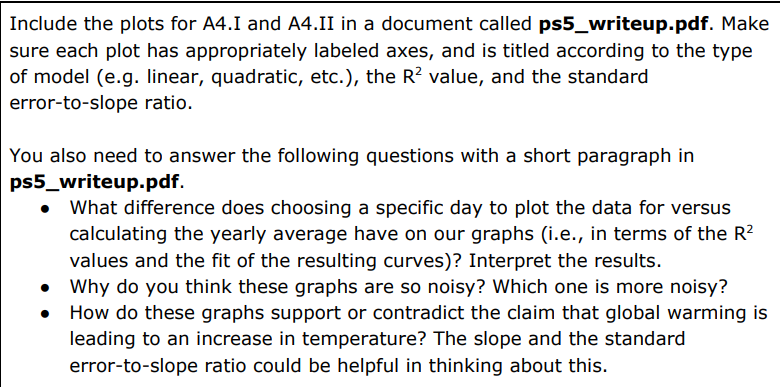 Include the plots for A4.I and A4.II in a document called ps5_writeup.pdf. Make
sure each plot has appropriately labeled axes, and is titled according to the type
of model (e.g. linear, quadratic, etc.), the R² value, and the standard
error-to-slope ratio.
You also need to answer the following questions with a short paragraph in
ps5_writeup.pdf.
● What difference does choosing a specific day to plot the data for versus
calculating the yearly average have on our graphs (i.e., in terms of the R²
values and the fit of the resulting curves)? Interpret the results.
● Why do you think these graphs are so noisy? Which one is more noisy?
● How do these graphs support or contradict the claim that global warming is
leading to an increase in temperature? The slope and the standard
error-to-slope ratio could be helpful in thinking about this.